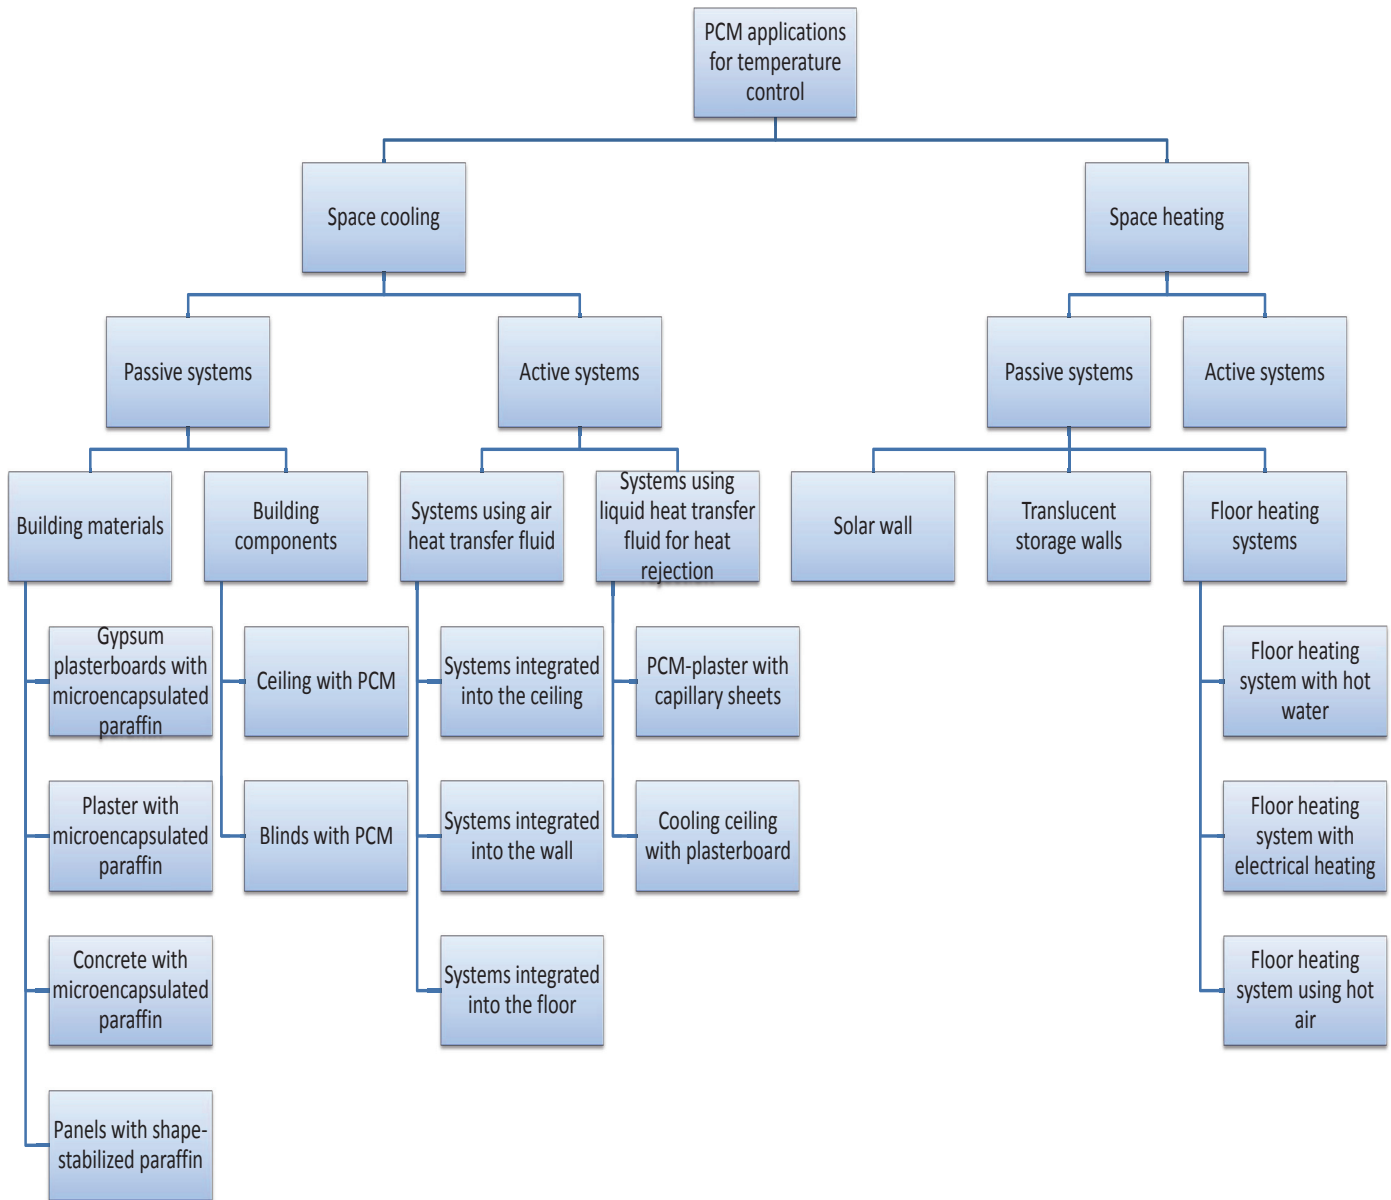 PCM applications
for temperature
control
Space cooling
Space heating
Passive systems
Active systems
Passive systems
Active systems
Building materials
Building
components
Systems using air
heat transfer fluid
Systems using
liquid heat transfer
fluid for heat
rejection
Solar wall
Translucent
storage walls
Floor heating
systems
Gypsum
plasterboards with
microencapsulated
paraffin
Ceiling with PCM
Systems integrated
into the ceiling
PCM-plaster with
capillary sheets
Floor heating
system with hot
water
Plaster with
microencapsulated
paraffin
Blinds with PCM
Systems integrated
into the wall
Cooling ceiling
with plasterboard
Floor heating
system with
electrical heating
Concrete with
microencapsulated
paraffin
Systems integrated
into the floor
Floor heating
system using hot
air
Panels with shape-
stabilized paraffin